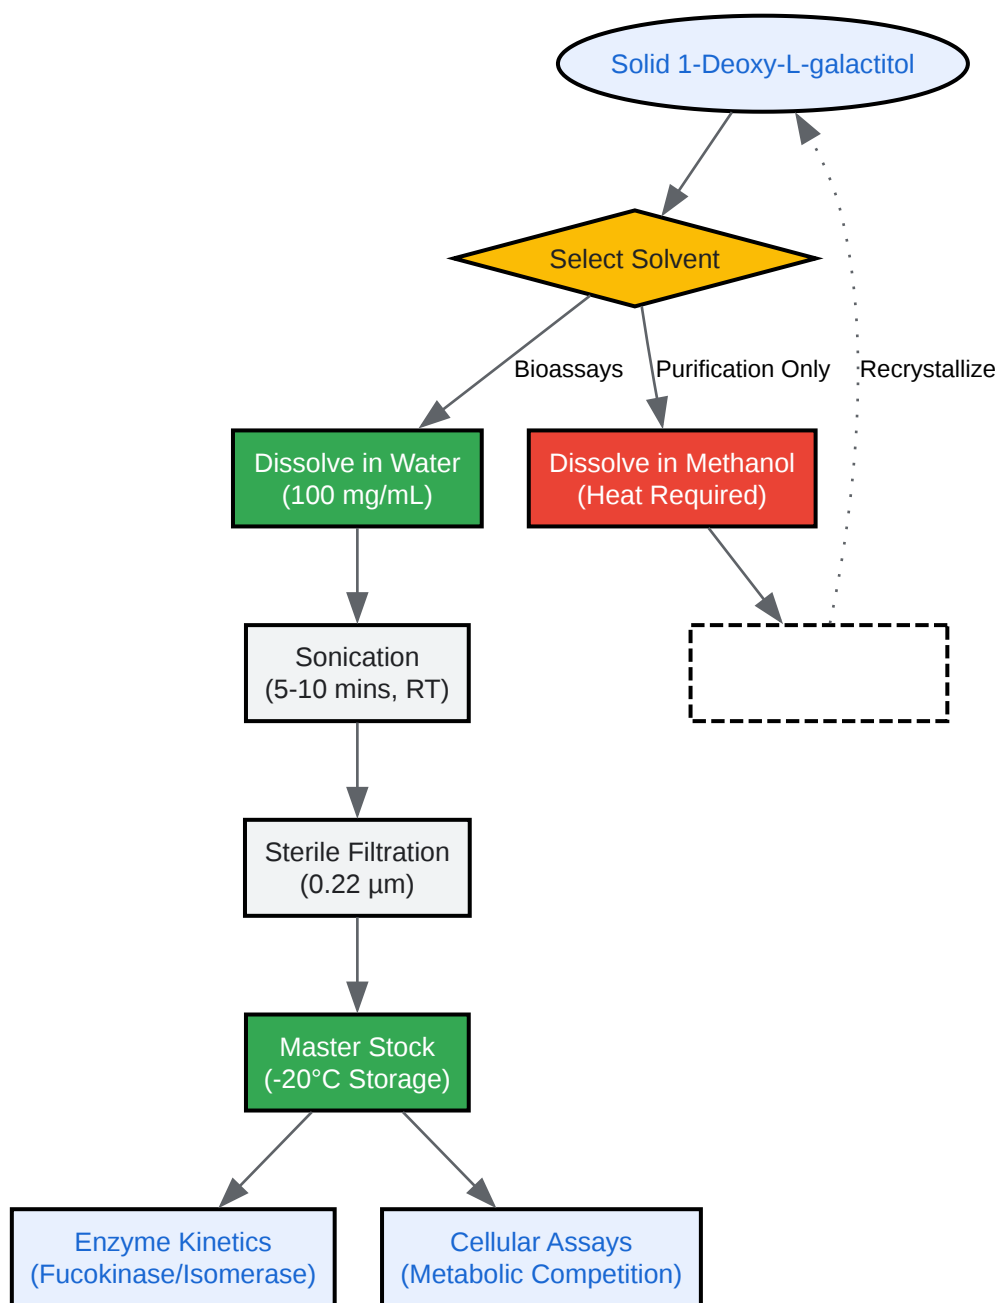 Solid 1-Deoxy-L-galactitol
Select Solvent
Bioassays
Purification Only
Recrystallize
Dissolve in Water
(100 mg/mL)
Dissolve in Methanol
(Heat Required)
Sonication
(5-10 mins, RT)
Sterile Filtration
(0.22 µm)
Master Stock
(-20°C Storage)
Enzyme Kinetics
(Fucokinase/Isomerase)
Cellular Assays
(Metabolic Competition)